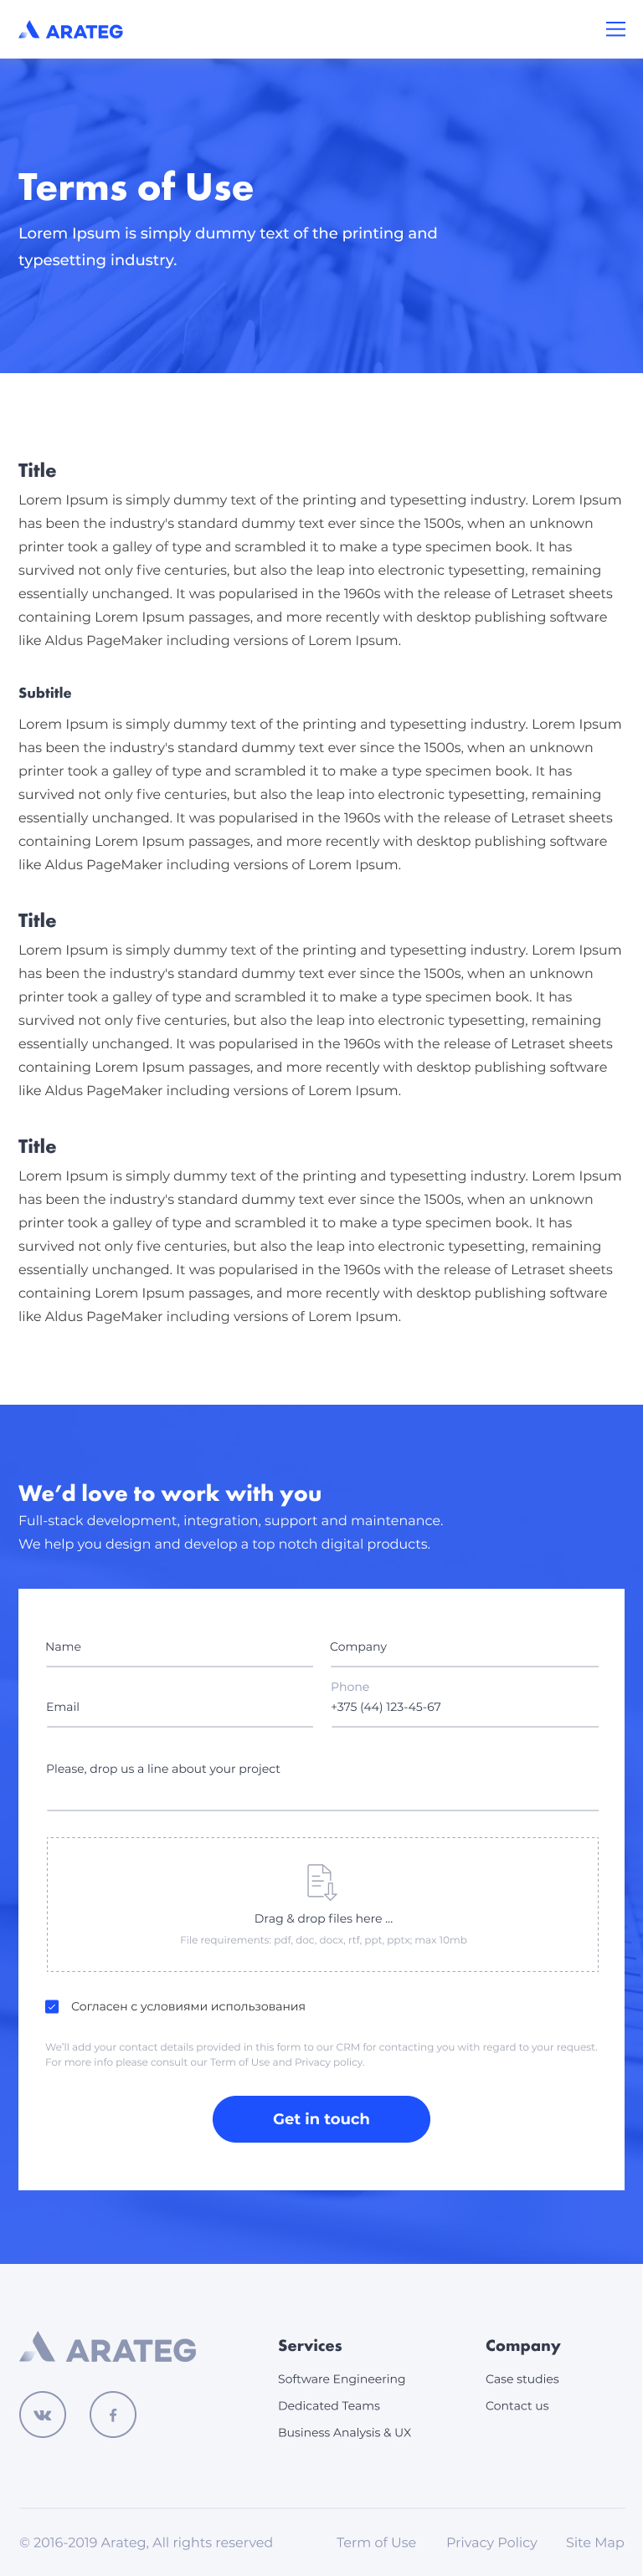 ARATEG
Terms of Use
Lorem Ipsum is simply dummy text of the printing and
typesetting industry.
Title
Lorem Ipsum is simply dummy text of the printing and typesetting industry. Lorem Ipsum
has been the industry's standard dummy text ever since the 1500s, when an unknown
printer took a galley of type and scrambled it to make a type specimen book. It has
survived not only five centuries, but also the leap into electronic typesetting, remaining
essentially unchanged. It was popularised in the 1960s with the release of Letraset sheets
containing Lorem Ipsum passages, and more recently with desktop publishing software
like Aldus PageMaker including versions of Lorem Ipsum.
Subtitle
Lorem Ipsum is simply dummy text of the printing and typesetting industry. Lorem Ipsum
has been the industry's standard dummy text ever since the 1500s, when an unknown
printer took a galley of type and scrambled it to make a type specimen book. It has
survived not only five centuries, but also the leap into electronic typesetting, remaining
essentially unchanged. It was popularised in the 1960s with the release of Letraset sheets
containing Lorem Ipsum passages, and more recently with desktop publishing software
like Aldus PageMaker including versions of Lorem Ipsum.
Title
Lorem Ipsum is simply dummy text of the printing and typesetting industry. Lorem Ipsum
has been the industry's standard dummy text ever since the 1500s, when an unknown
printer took a galley of type and scrambled it to make a type specimen book. It has
survived not only five centuries, but also the leap into electronic typesetting, remaining
essentially unchanged. It was popularised in the 1960s with the release of Letraset sheets
containing Lorem Ipsum passages, and more recently with desktop publishing software
like Aldus PageMaker including versions of Lorem Ipsum.
Title
Lorem Ipsum is simply dummy text of the printing and typesetting industry. Lorem Ipsum
has been the industry's standard dummy text ever since the 1500s, when an unknown
printer took a galley of type and scrambled it to make a type specimen book. It has
survived not only five centuries, but also the leap into electronic typesetting, remaining
essentially unchanged. It was popularised in the 1960s with the release of Letraset sheets
containing Lorem Ipsum passages, and more recently with desktop publishing software
like Aldus PageMaker including versions of Lorem Ipsum.
We’d love to work with you
Full-stack development, integration, support and maintenance.
We help you design and develop a top notch digital products.
Name
Company
Email
Phone
+375 (44) 123-45-67
Please, drop us a line about your project
Drag & drop files here ...
File requirements: pdf, doc, docx, rtf, ppt, pptx; max 10mb
Согласен с условиями использования
We’ll add your contact details provided in this form to our CRM for contacting you with regard to your request.
For more info please consult our Term of Use and Privacy policy.
Get in touch
ARATEG
Services
Software Engineering
Dedicated Teams
Business Analysis & UX
Company
Case studies
Contact us
© 2016-2019 Arateg, All rights reserved
Term of Use
Privacy Policy
Site Map